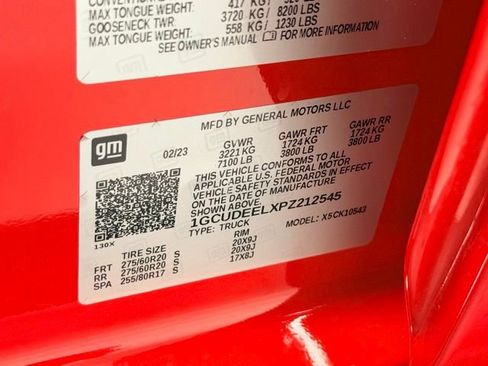 CONVENTIONAL TWR: 417 KG/
MAX TONGUE WEIGHT: 3720 KG/ 8200 LBS
GOOSENECK TWR: 558 KG/ 1230 LBS
MAX TONGUE WEIGHT:
SEE OWNER'S MANUAL FOR MORE INFORMATION
MFD BY GENERAL MOTORS LLC
gm
02/23 GVWR GAWR FRT GAWR RR
3221 KG 1724 KG 1724 KG
7100 LB 3800 LB 3800 LB
THIS VEHICLE CONFORMS TO ALL
APPLICABLE U.S. FEDERAL MOTOR
VEHICLE SAFETY STANDARDS IN EFFECT
ON THE DATE OF MANUFACTURE
SHOWN ABOVE.
1GCUDEELXPZ212545
TYPE: TRUCK MODEL: X5CK10543
130X
TIRE SIZE RIM
FRT 275/60R20 S 20X9J
RR 275/60R20 S 20X9J
SPA 255/80R17 S 17X8J